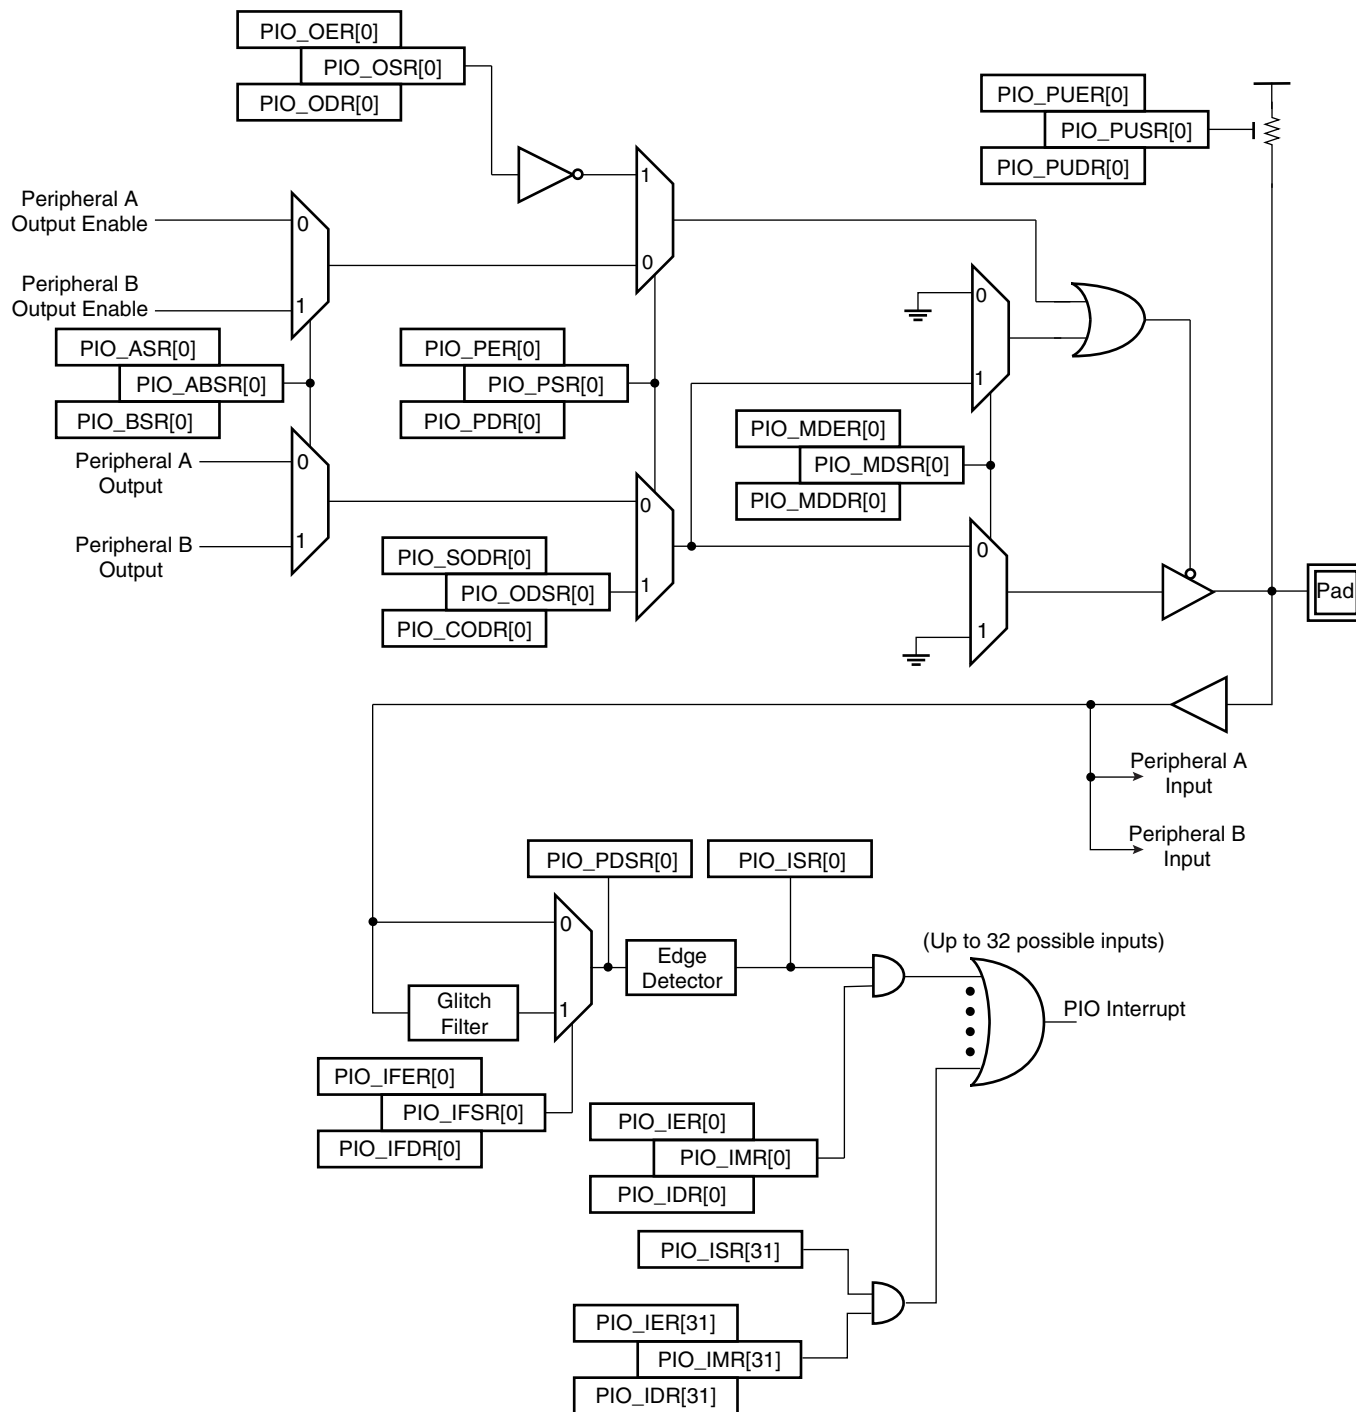 PIO_OER[0]
PIO_OSR[0]
PIO_ODR[0]
PIO_PUER[0]
PIO_PUSR[0]
PIO_PUDR[0]
1
0
Peripheral A
Output Enable
0
Peripheral B
Output Enable
1
0
1
PIO_ASR[0]
PIO_ABSR[0]
PIO_BSR[0]
PIO_PER[0]
PIO_PSR[0]
PIO_PDR[0]
PIO_MDER[0]
PIO_MDSR[0]
PIO_MDDR[0]
Peripheral A
Output
0
Peripheral B
Output
1
0
1
PIO_SODR[0]
PIO_ODSR[0]
PIO_CODR[0]
0
1
Pad
Peripheral A
Input
Peripheral B
Input
PIO_PDSR[0]
PIO_ISR[0]
0
1
Glitch
Filter
Edge
Detector
(Up to 32 possible inputs)
PIO Interrupt
PIO_IFER[0]
PIO_IFSR[0]
PIO_IFDR[0]
PIO_IER[0]
PIO_IMR[0]
PIO_IDR[0]
PIO_ISR[31]
PIO_IER[31]
PIO_IMR[31]
PIO_IDR[31]